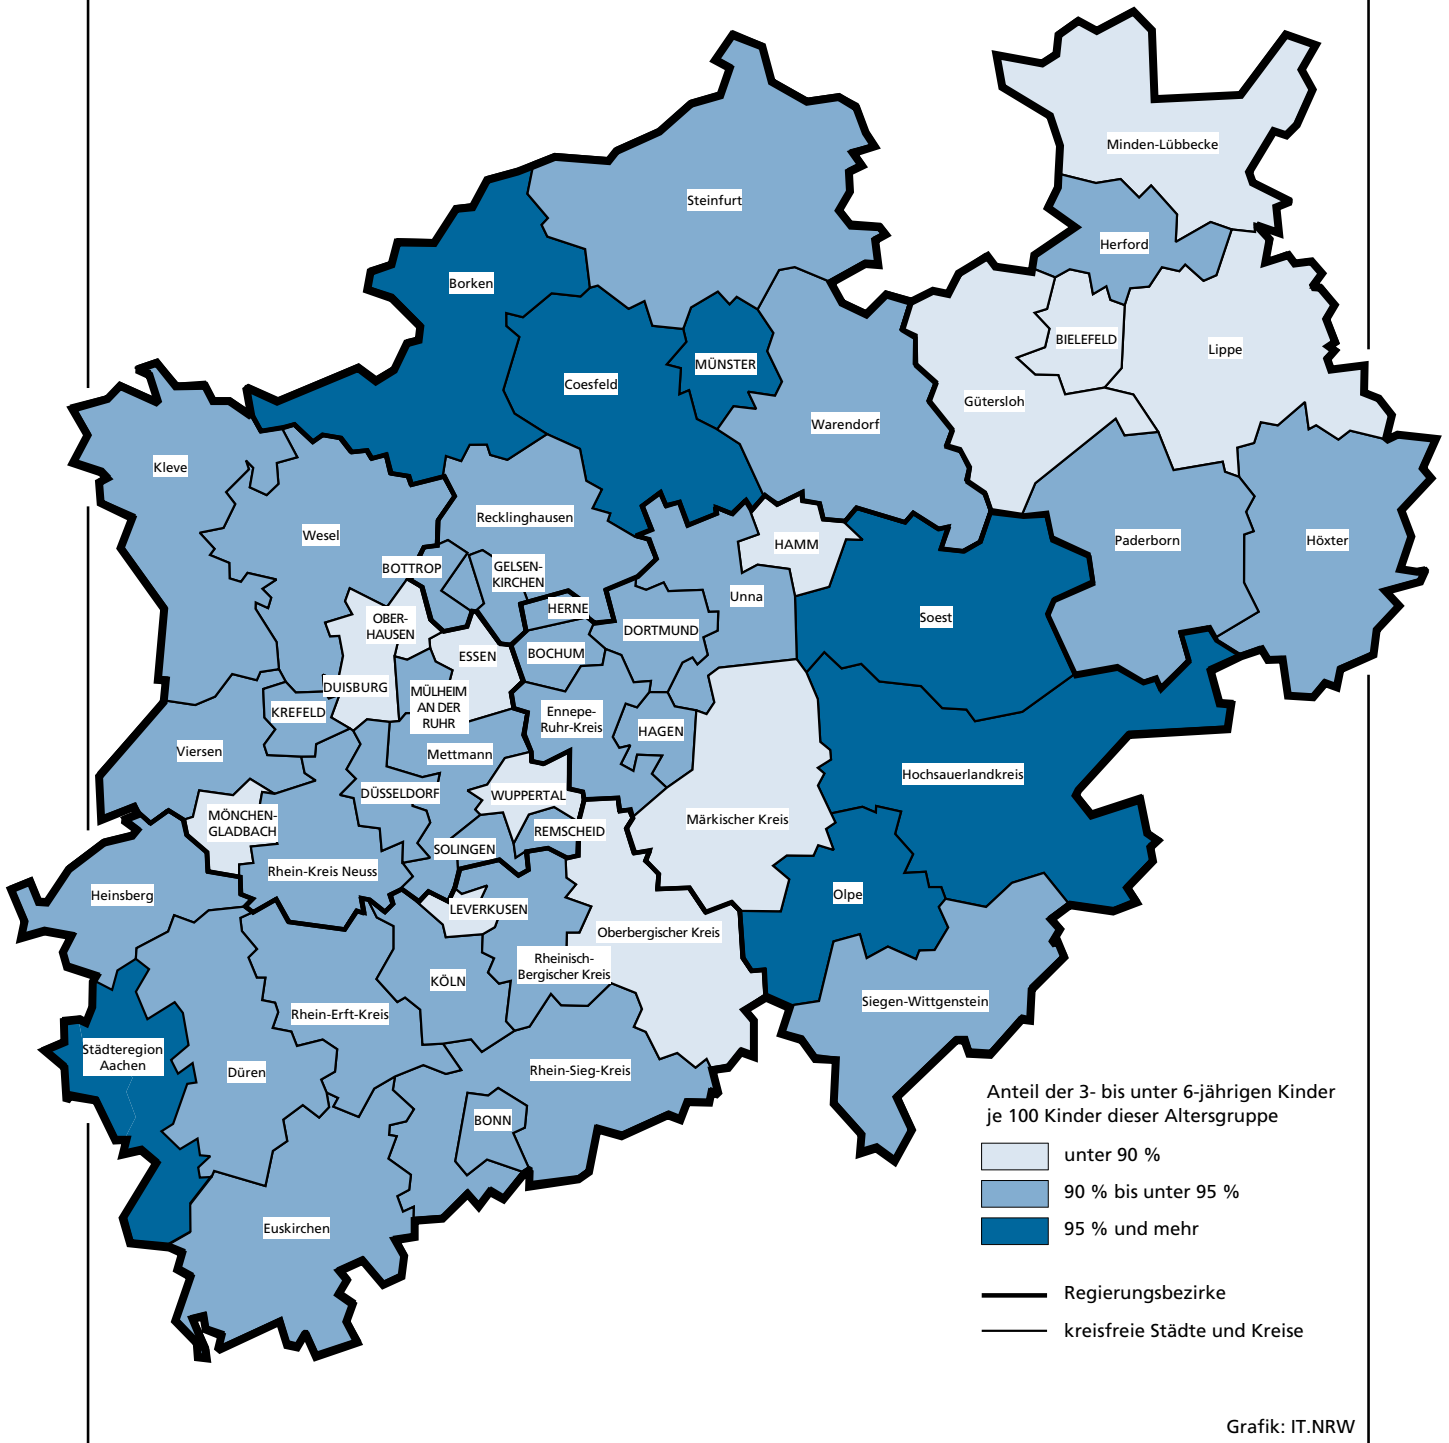 Minden-Lübbecke
Steinfurt
Herford
Borken
BIELEFELD
Lippe
MÜNSTER
Coesfeld
Gütersloh
Warendorf
Kleve
Recklinghausen
Wesel
HAMM
Paderborn
Höxter
BOTTROP
GELSEN-
KIRCHEN
Unna
HERNE
Soest
OBER-
HAUSEN
DORTMUND
ESSEN
BOCHUM
DUISBURG
MÜLHEIM
AN DER
RUHR
KREFELD
Ennepe-
Ruhr-Kreis
HAGEN
Viersen
Mettmann
Hochsauerlandkreis
DÜSSELDORF
WUPPERTAL
MÖNCHEN-
GLADBACH
Märkischer Kreis
REMSCHEID
SOLINGEN
Rhein-Kreis Neuss
Heinsberg
Olpe
LEVERKUSEN
Oberbergischer Kreis
Rheinisch-
Bergischer Kreis
KÖLN
Siegen-Wittgenstein
Rhein-Erft-Kreis
Städteregion
Aachen
Düren
Rhein-Sieg-Kreis
BONN
Euskirchen
Anteil der 3- bis unter 6-jährigen Kinder
je 100 Kinder dieser Altersgruppe
unter 90 %
90 % bis unter 95 %
95 % und mehr
Regierungsbezirke
kreisfreie Städte und Kreise
Grafik: IT.NRW